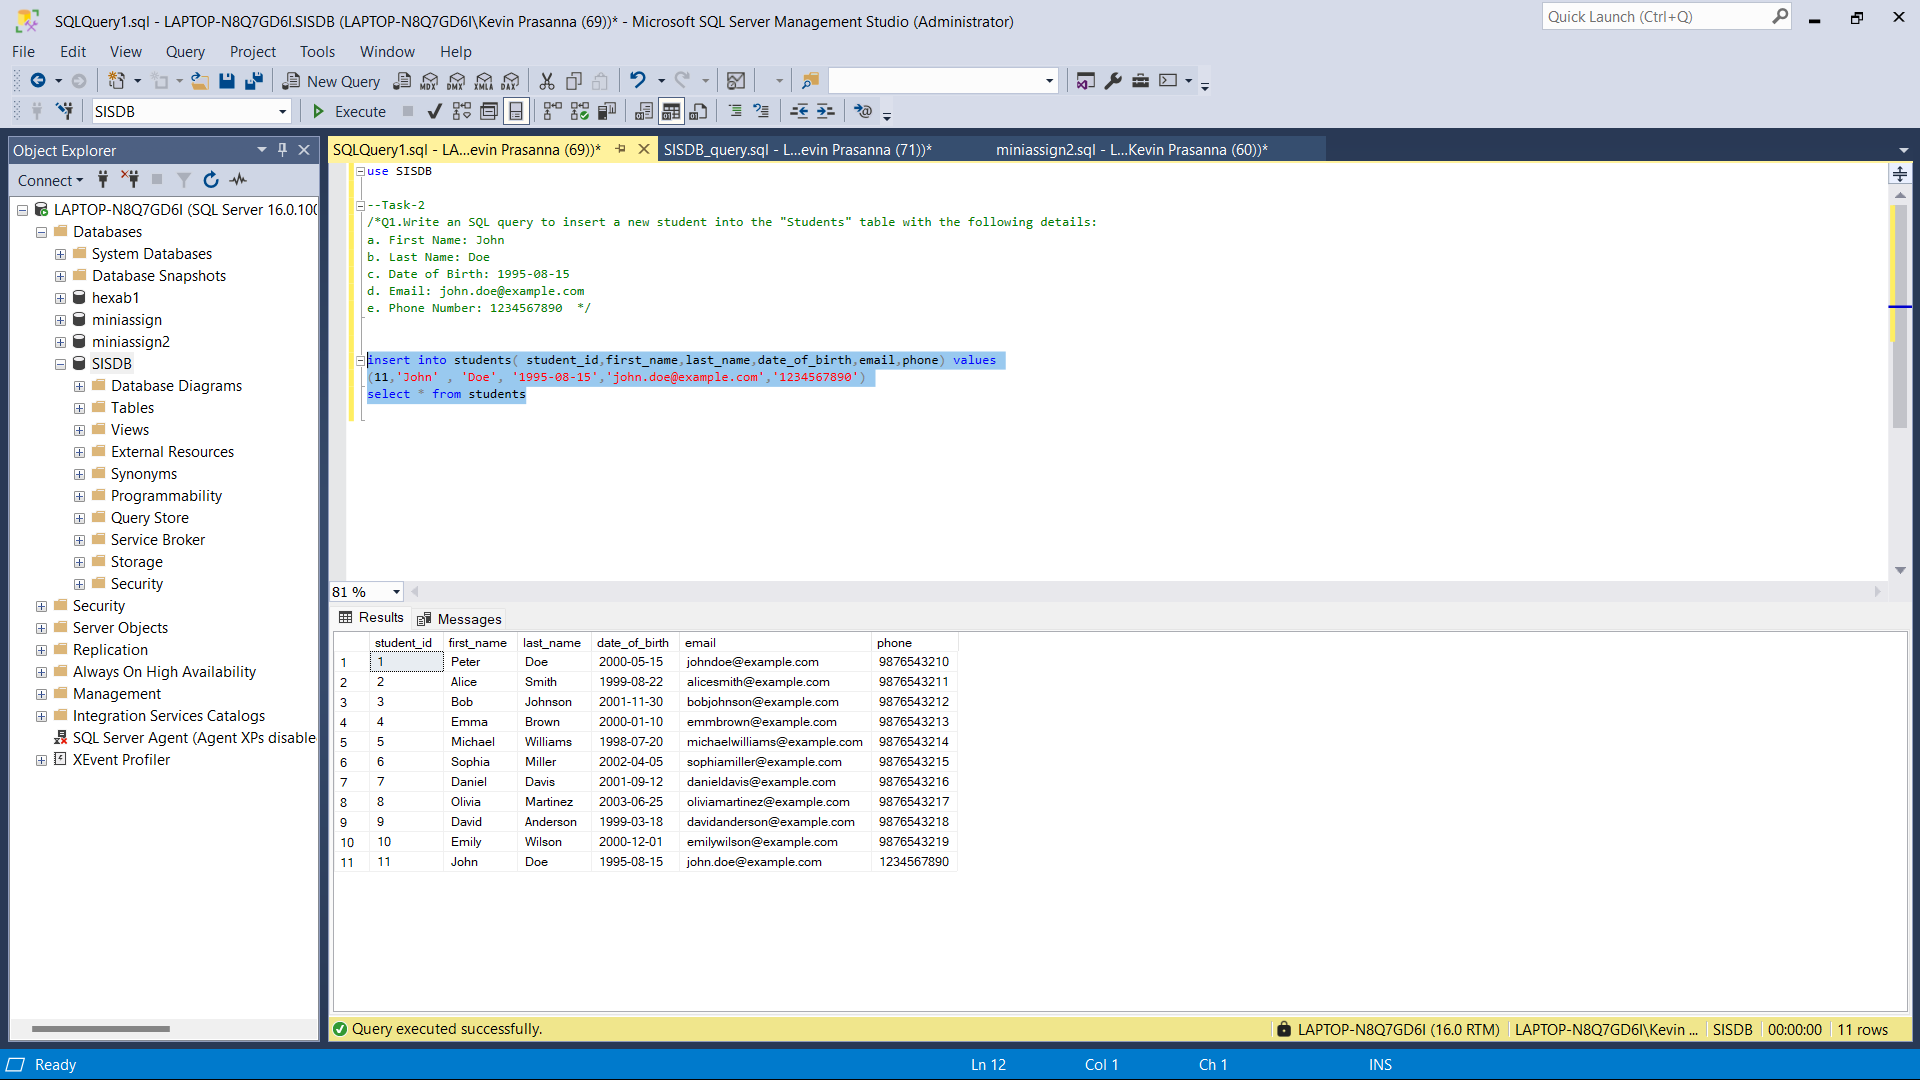 SQLQuery1.sql - LAPTOP-N8Q7GD6I.SISDB (LAPTOP-N8Q7GD6I\Kevin Prasanna (69))* - Microsoft SQL Server Management Studio (Administrator)
Quick Launch (Ctrl+Q)
File Edit View Query Project Tools Window Help
New Query MDX DMX XMLA DAX
SISDB Execute
Object Explorer
SQLQuery1.sql - LA...evin Prasanna (69))* SISDB_query.sql - L...evin Prasanna (71))* miniassign2.sql - L...Kevin Prasanna (60))*
Connect
LAPTOP-N8Q7GD6I (SQL Server 16.0.100
Databases
System Databases
Database Snapshots
hexab1
miniassign
miniassign2
SISDB
Database Diagrams
Tables
Views
External Resources
Synonyms
Programmability
Query Store
Service Broker
Storage
Security
Security
Server Objects
Replication
Always On High Availability
Management
Integration Services Catalogs
SQL Server Agent (Agent XPs disable
XEvent Profiler
use SISDB
--Task-2
/*Q1.Write an SQL query to insert a new student into the "Students" table with the following details:
a. First Name: John
b. Last Name: Doe
c. Date of Birth: 1995-08-15
d. Email: john.doe@example.com
e. Phone Number: 1234567890  */
insert into students( student_id,first_name,last_name,date_of_birth,email,phone) values
(11,'John' , 'Doe', '1995-08-15','john.doe@example.com','1234567890')
select * from students
81 %
Results Messages
student_id first_name last_name date_of_birth email phone
1 1 Peter Doe 2000-05-15 johndoe@example.com 9876543210
2 2 Alice Smith 1999-08-22 alicesmith@example.com 9876543211
3 3 Bob Johnson 2001-11-30 bobjohnson@example.com 9876543212
4 4 Emma Brown 2000-01-10 emmbrown@example.com 9876543213
5 5 Michael Williams 1998-07-20 michaelwilliams@example.com 9876543214
6 6 Sophia Miller 2002-04-05 sophiamiller@example.com 9876543215
7 7 Daniel Davis 2001-09-12 danieldavis@example.com 9876543216
8 8 Olivia Martinez 2003-06-25 oliviamartinez@example.com 9876543217
9 9 David Anderson 1999-03-18 davidanderson@example.com 9876543218
10 10 Emily Wilson 2000-12-01 emilywilson@example.com 9876543219
11 11 John Doe 1995-08-15 john.doe@example.com 1234567890
Query executed successfully. LAPTOP-N8Q7GD6I (16.0 RTM) LAPTOP-N8Q7GD6I\Kevin ... SISDB 00:00:00 11 rows
Ready Ln 12 Col 1 Ch 1 INS